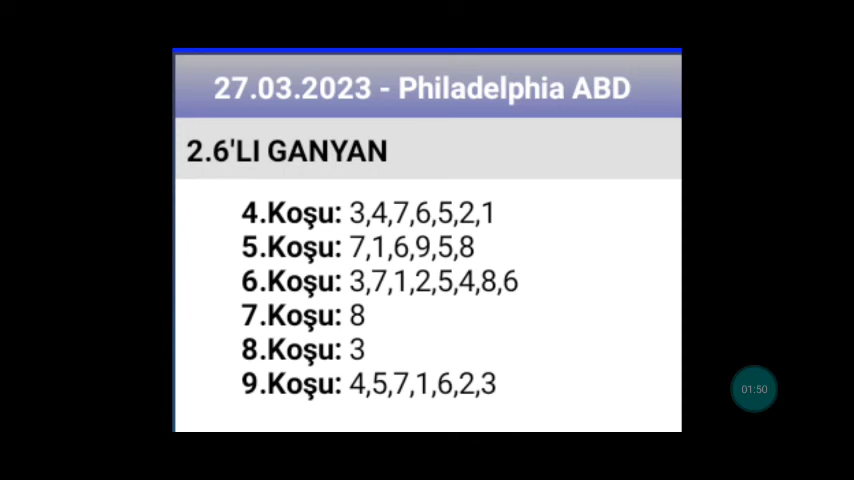 27.03.2023 - Philadelphia ABD
2.6'LI GANYAN
4.Koşu: 3,4,7,6,5,2,1
5.Koşu: 7,1,6,9,5,8
6.Koşu: 3,7,1,2,5,4,8,6
7.Koşu: 8
8.Koşu: 3
9.Koşu: 4,5,7,1,6,2,3
01:50